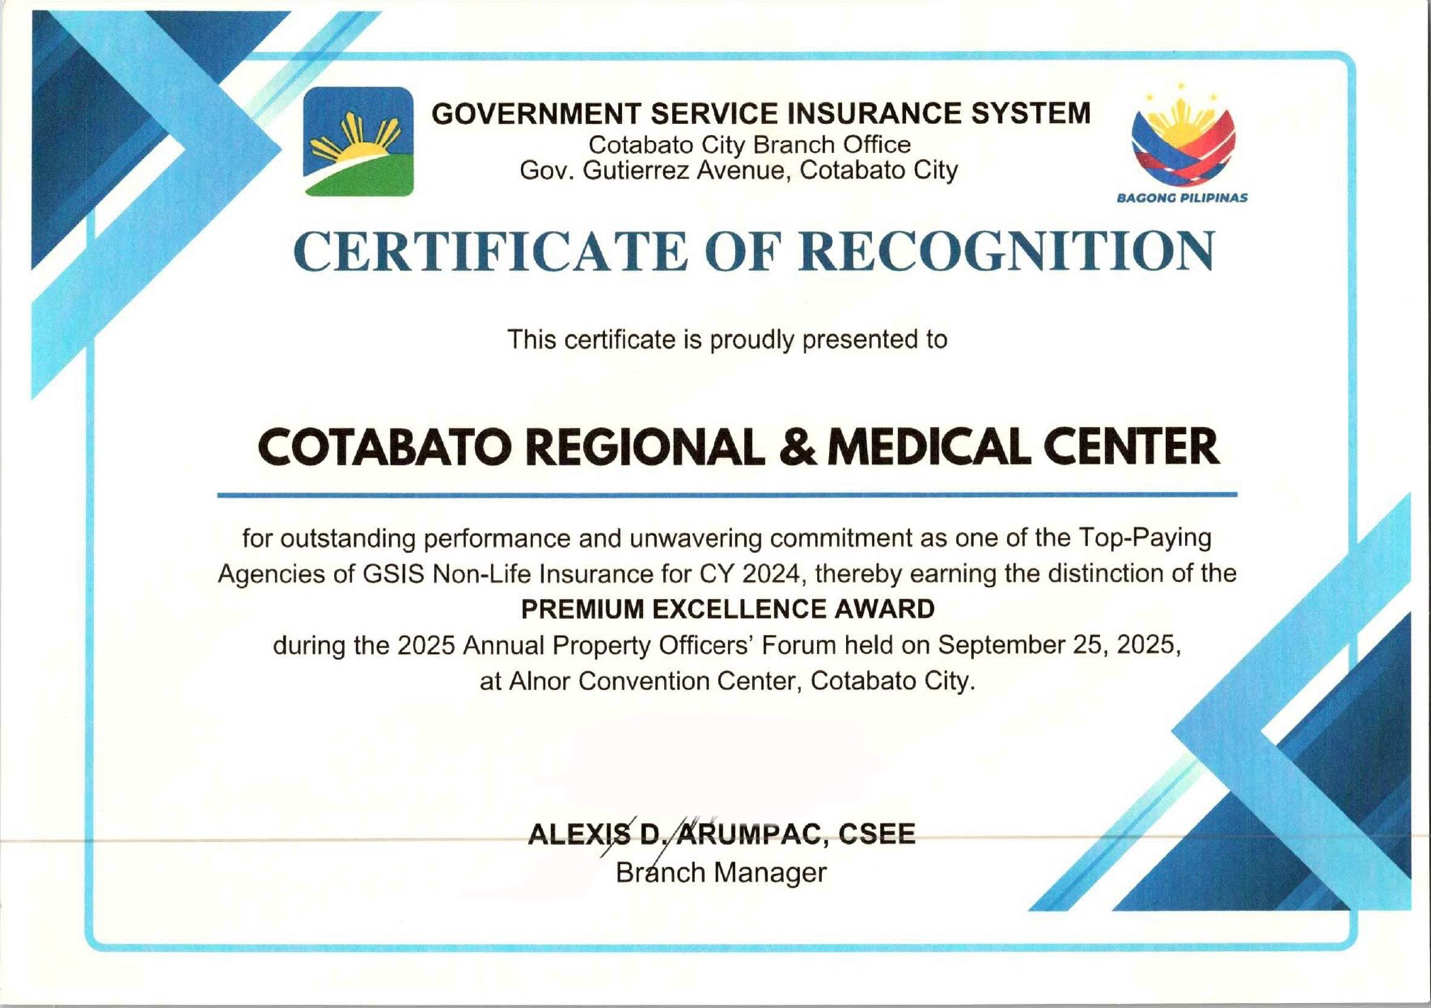 GOVERNMENT SERVICE INSURANCE SYSTEM
Cotabato City Branch Office
Gov. Gutierrez Avenue, Cotabato City
BAGONG PILIPINAS
CERTIFICATE OF RECOGNITION
This certificate is proudly presented to
COTABATO REGIONAL & MEDICAL CENTER
for outstanding performance and unwavering commitment as one of the Top-Paying
Agencies of GSIS Non-Life Insurance for CY 2024, thereby earning the distinction of the
PREMIUM EXCELLENCE AWARD
during the 2025 Annual Property Officers’ Forum held on September 25, 2025,
at Alnor Convention Center, Cotabato City.
ALEXIS D. ARUMPAC, CSEE
Branch Manager